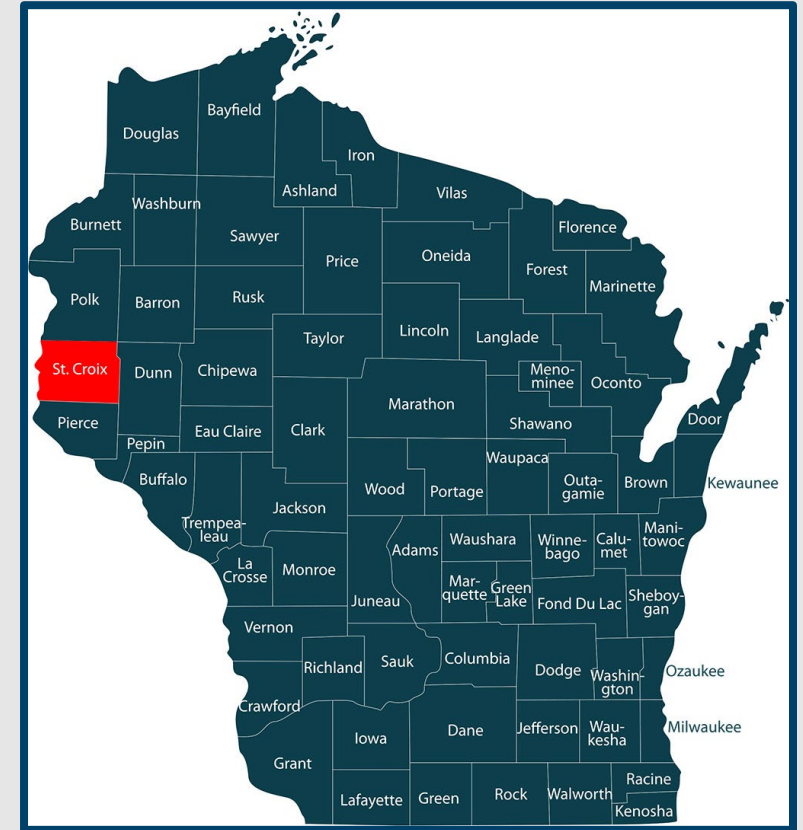 Bayfield
Douglas
Iron
Ashland
Vilas
Washburn
Burnett
Florence
Sawyer
Oneida
Price
Forest
Marinette
Polk
Barron
Rusk
Lincoln
Taylor
Langlade
St. Croix
Dunn
Chipewa
Meno-
minee
Oconto
Marathon
Door
Pierce
Shawano
Eau Claire
Clark
Pepin
Waupaca
Buffalo
Wood
Portage
Outa-
gamie
Brown
Kewaunee
Jackson
Trempea-
leau
Adams
Waushara
Winne-
bago
Calu-
met
Mani-
towoc
La
Crosse
Monroe
Juneau
Mar-
quette
Green
Lake
Fond Du Lac
Sheboy-
gan
Vernon
Richland
Sauk
Columbia
Dodge
Washin-
gton
Ozaukee
Crawford
Iowa
Dane
Jefferson
Wau-
kesha
Milwaukee
Grant
Lafayette
Green
Rock
Walworth
Racine
Kenosha